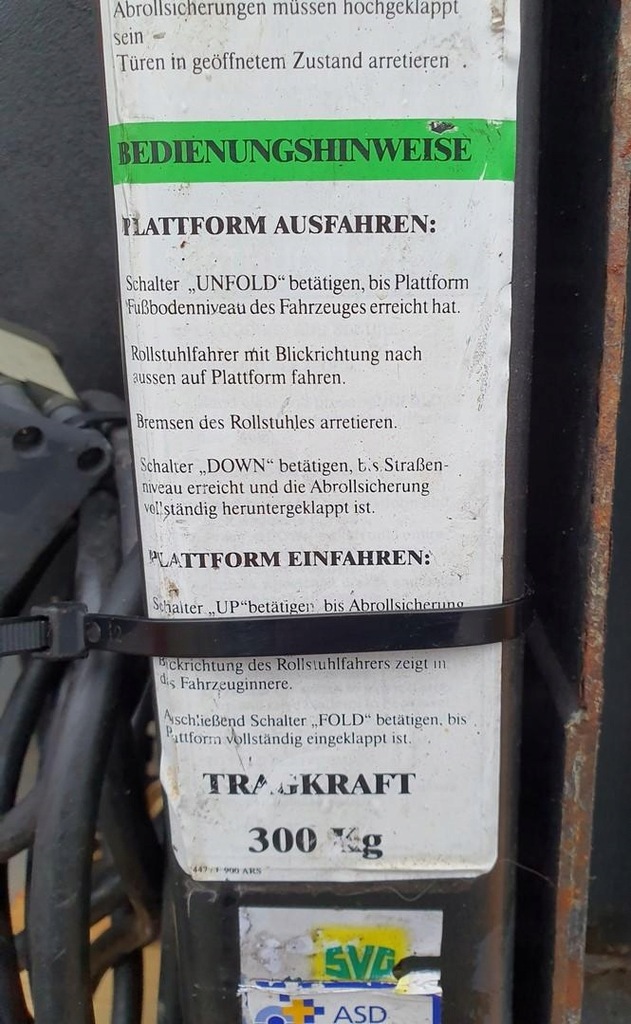 Abrollsicherungen müssen hochgeklappt
sein
Türen in geöffnetem Zustand arretieren .
BEDIENUNGSHINWEISE
PLATTFORM AUSFAHREN:
Schalter „UNFOLD“ betätigen, bis Plattform
Fußbodenniveau des Fahrzeuges erreicht hat.
Rollstuhlfahrer mit Blickrichtung nach
aussen auf Plattform fahren.
Bremsen des Rollstuhles arretieren.
Schalter „DOWN“ betätigen, bis Straßen-
niveau erreicht und die Abrollsicherung
vollständig heruntergeklappt ist.
PLATTFORM EINFAHREN:
Schalter „UP“betätigen bis Abrollsicherung
Blickrichtung des Rollstuhlfahrers zeigt in
das Fahrzeuginnere.
Anschließend Schalter „FOLD“ betätigen, bis
Plattform vollständig eingeklappt ist.
TRAGKRAFT
300 Kg
900 ARS
SVG
ASD